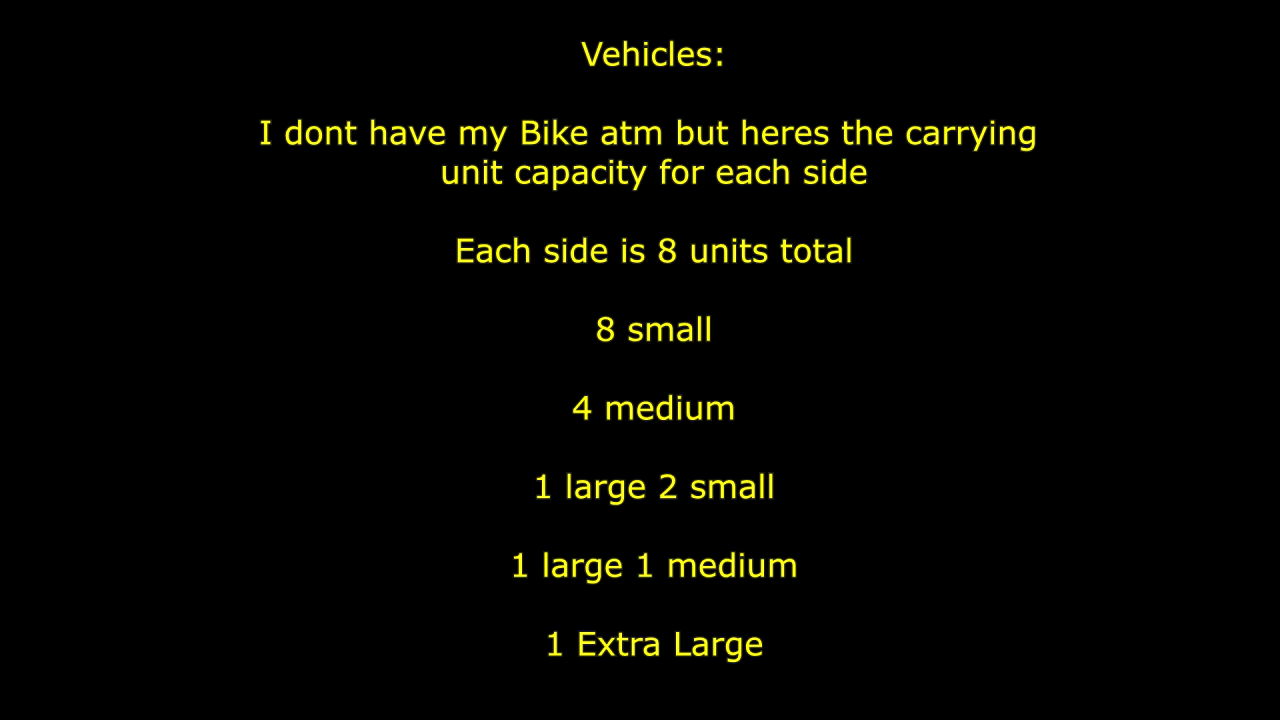 Vehicles:
I dont have my Bike atm but heres the carrying
unit capacity for each side
Each side is 8 units total
8 small
4 medium
1 large 2 small
1 large 1 medium
1 Extra Large